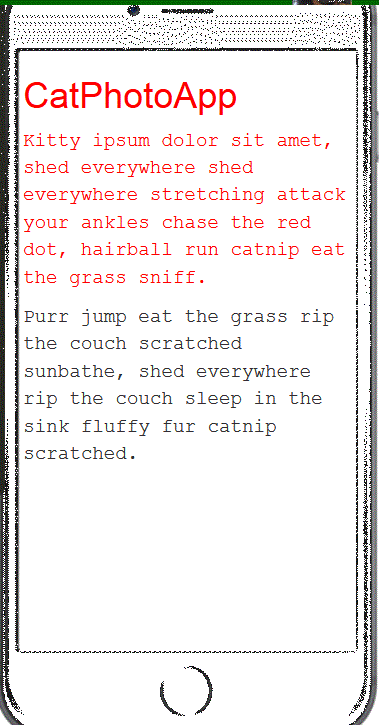 CatPhotoApp
Kitty ipsum dolor sit amet,
shed everywhere shed
everywhere stretching attack
your ankles chase the red
dot, hairball run catnip eat
the grass sniff.
Purr jump eat the grass rip
the couch scratched
sunbathe, shed everywhere
rip the couch sleep in the
sink fluffy fur catnip
scratched.